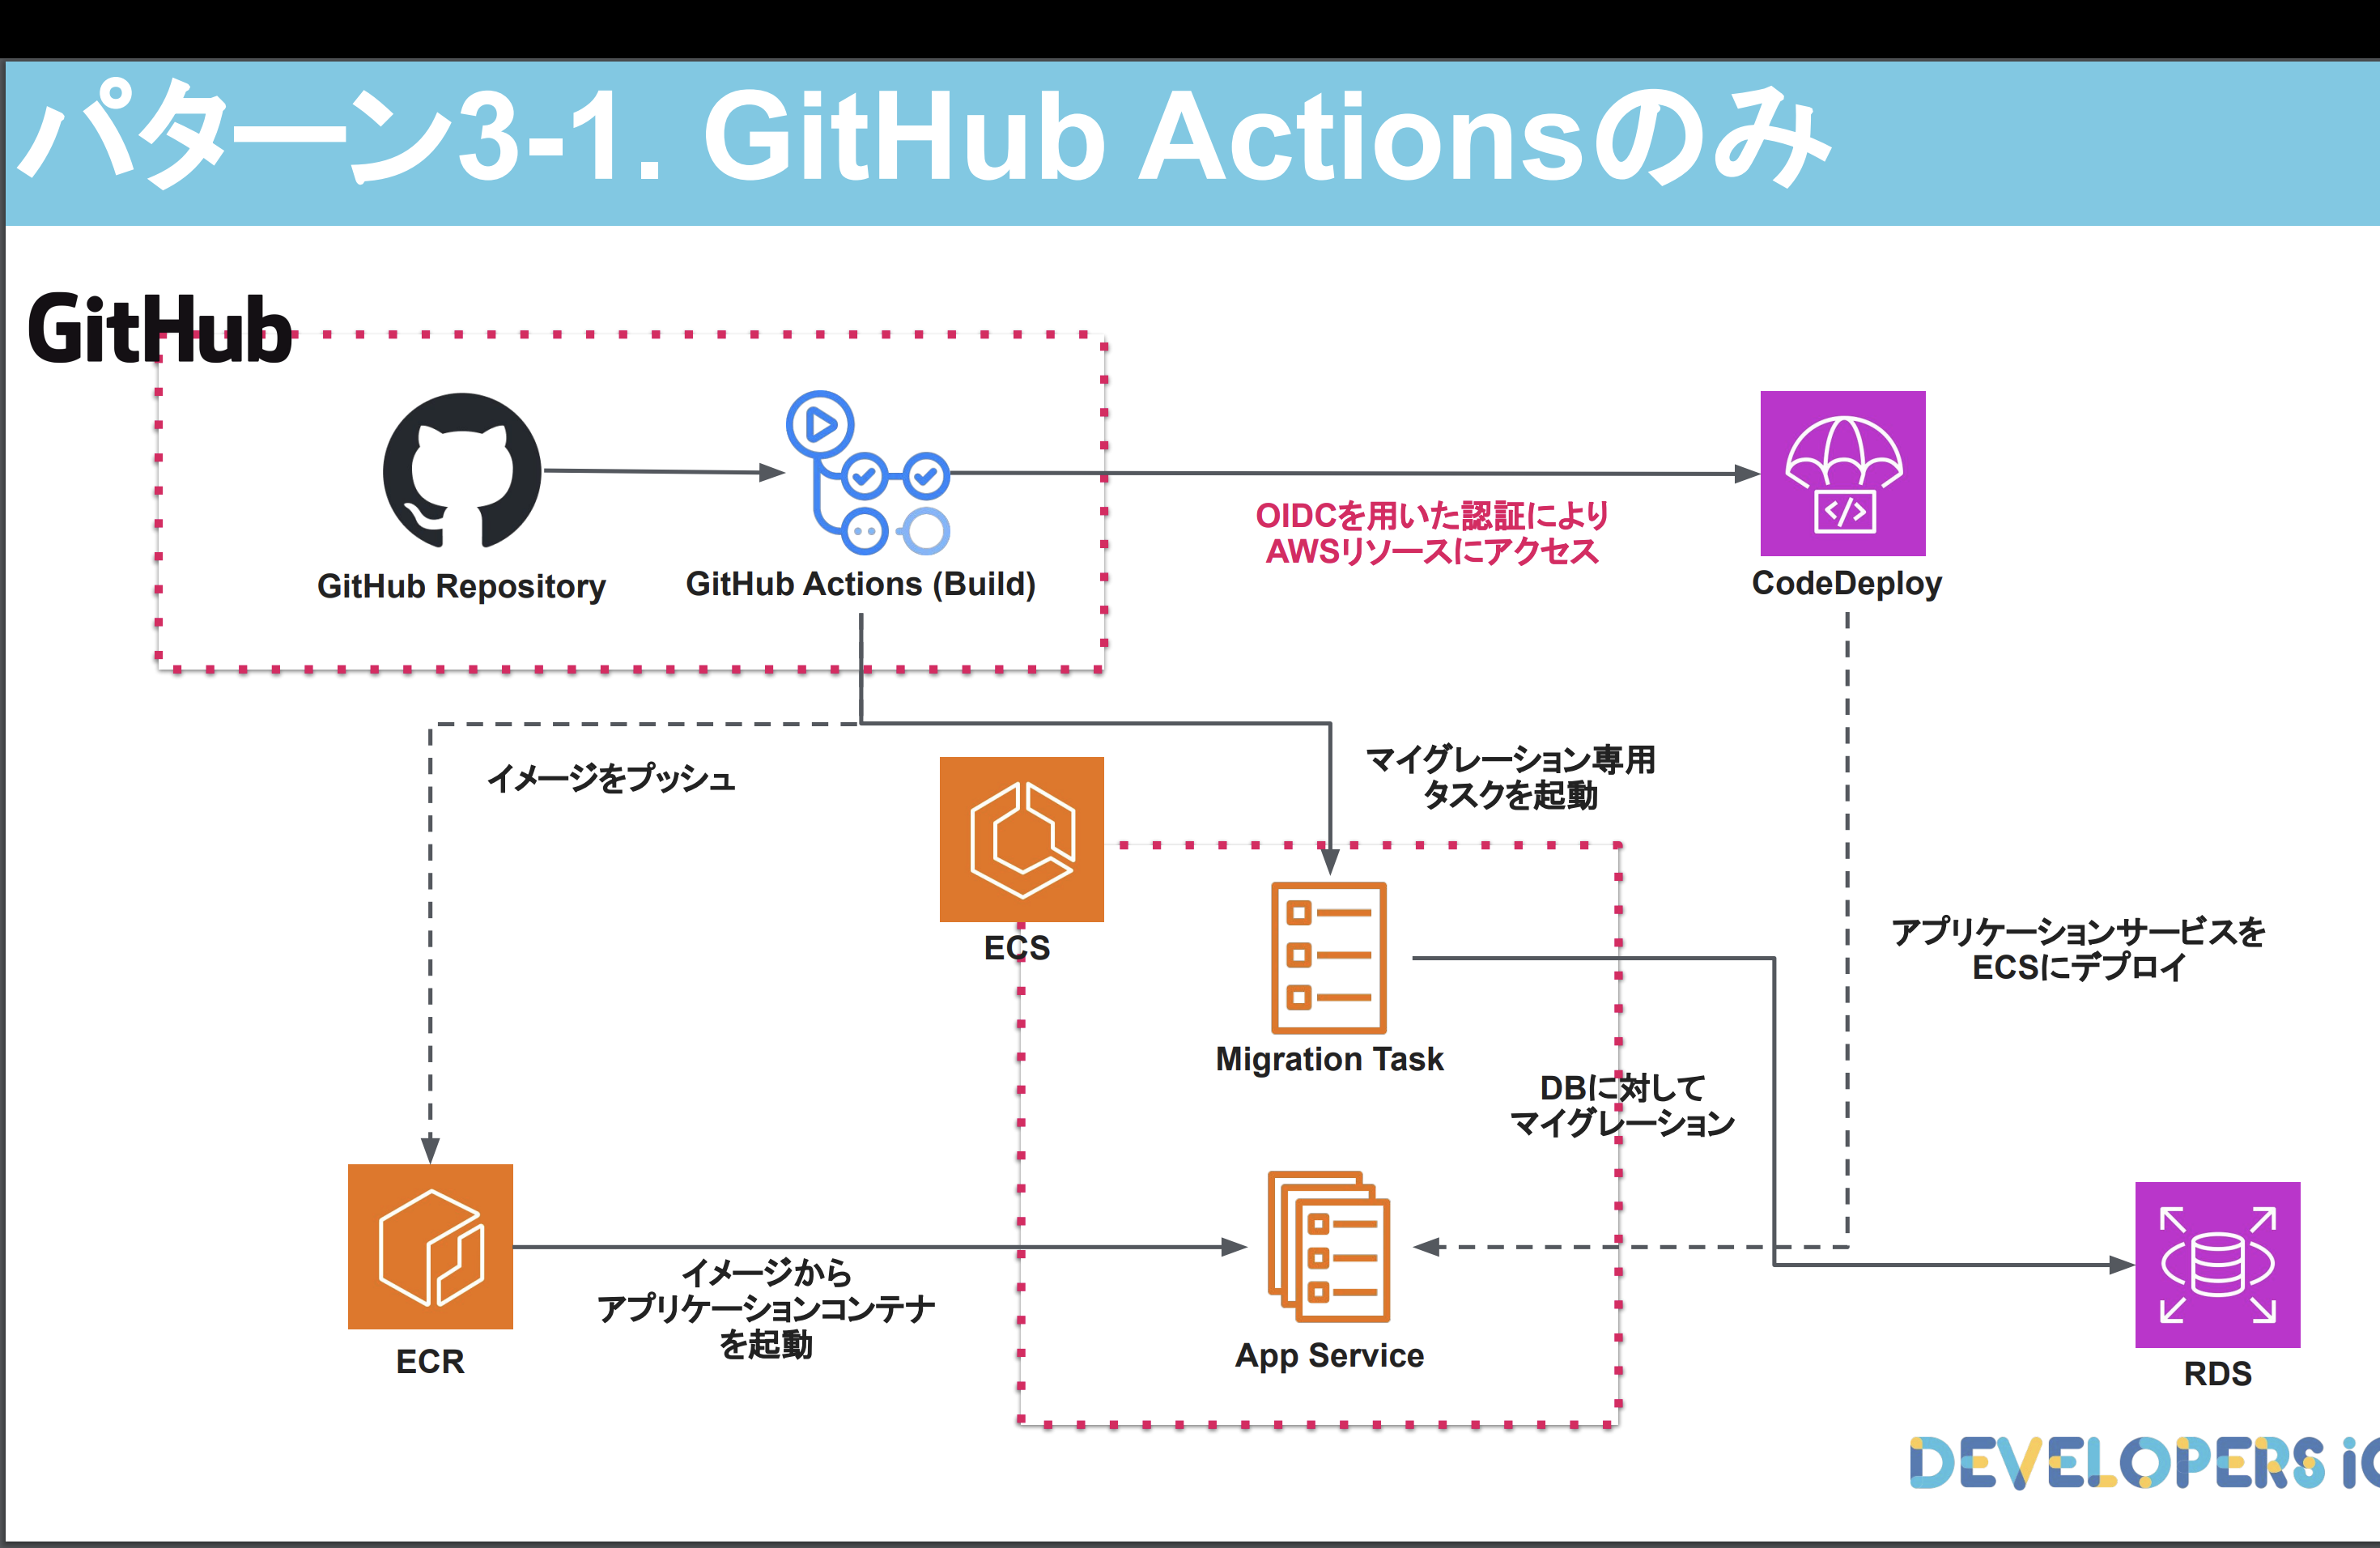 パターン3-1. GitHub Actionsのみ
GitHub
GitHub Repository
GitHub Actions (Build)
OIDCを用いた認証により
AWSリソースにアクセス
CodeDeploy
イメージをプッシュ
マイグレーション専用
タスクを起動
ECS
アプリケーションサービスを
ECSにデプロイ
Migration Task
DBに対して
マイグレーション
イメージから
アプリケーションコンテナ
を起動
ECR
App Service
RDS
DEVELOPERS